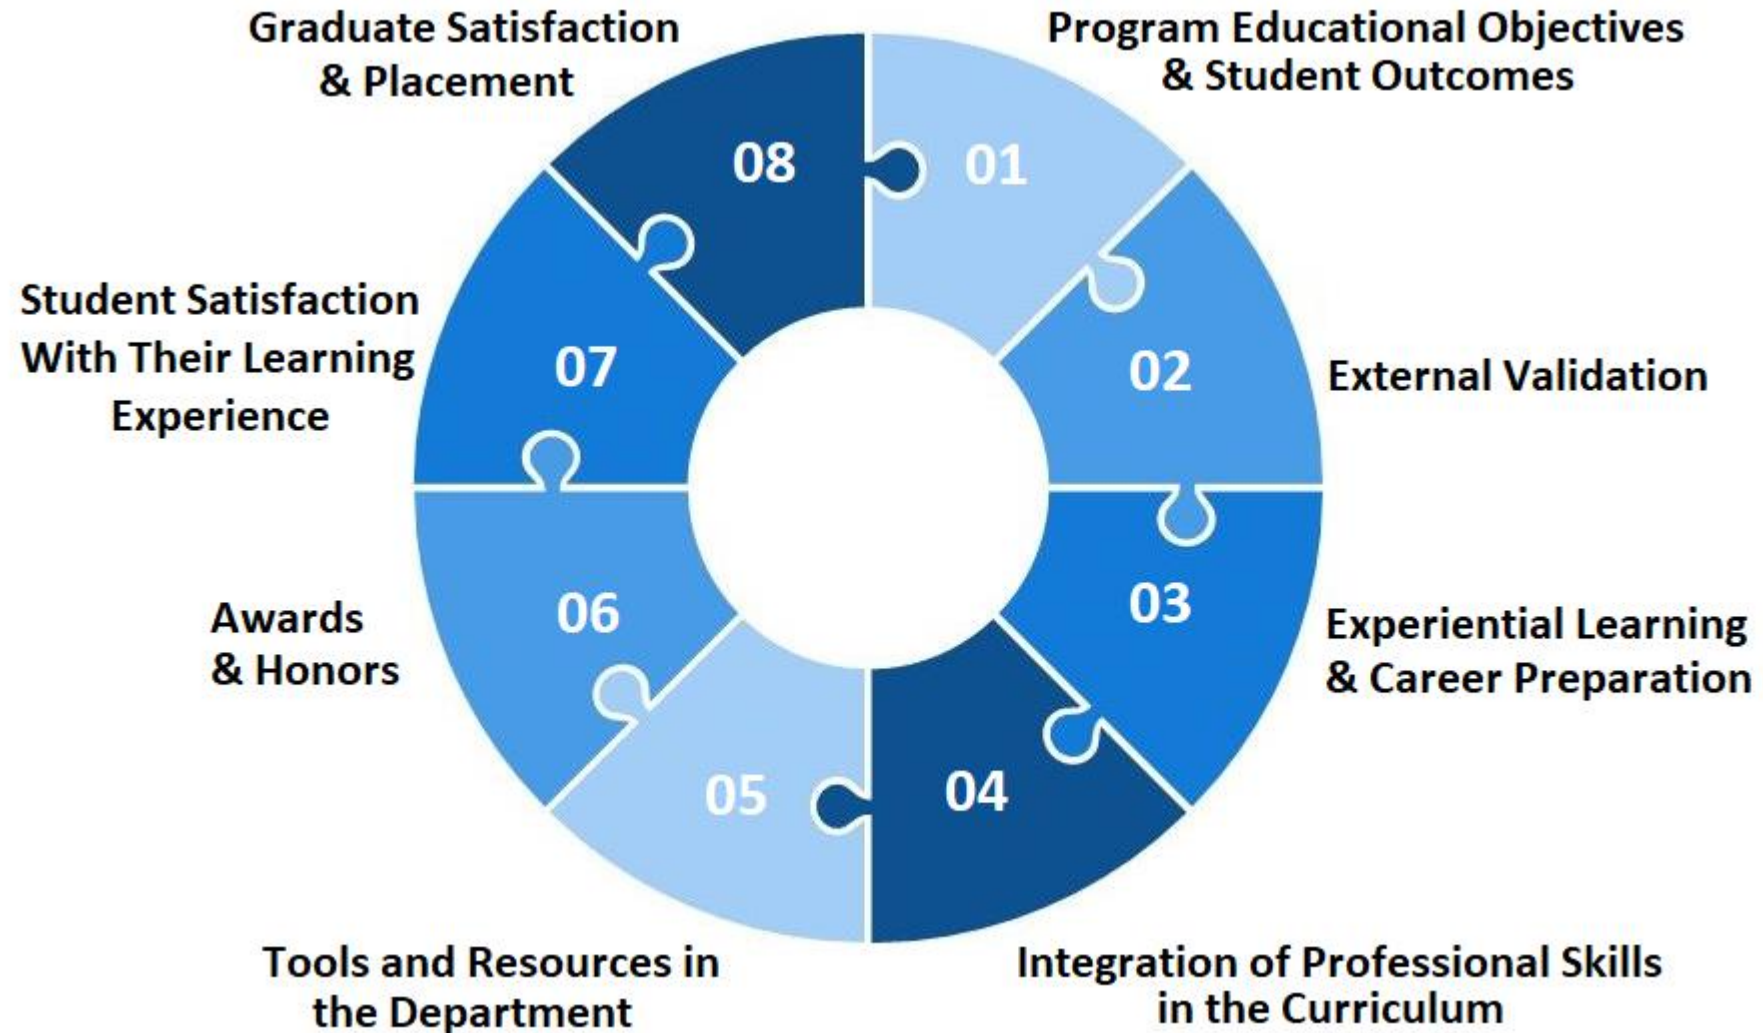 Program Educational Objectives
& Student Outcomes
01
External Validation
02
Experiential Learning
& Career Preparation
03
Integration of Professional Skills
in the Curriculum
04
Tools and Resources in
the Department
05
Awards
& Honors
06
Student Satisfaction
With Their Learning
Experience
07
Graduate Satisfaction
& Placement
08